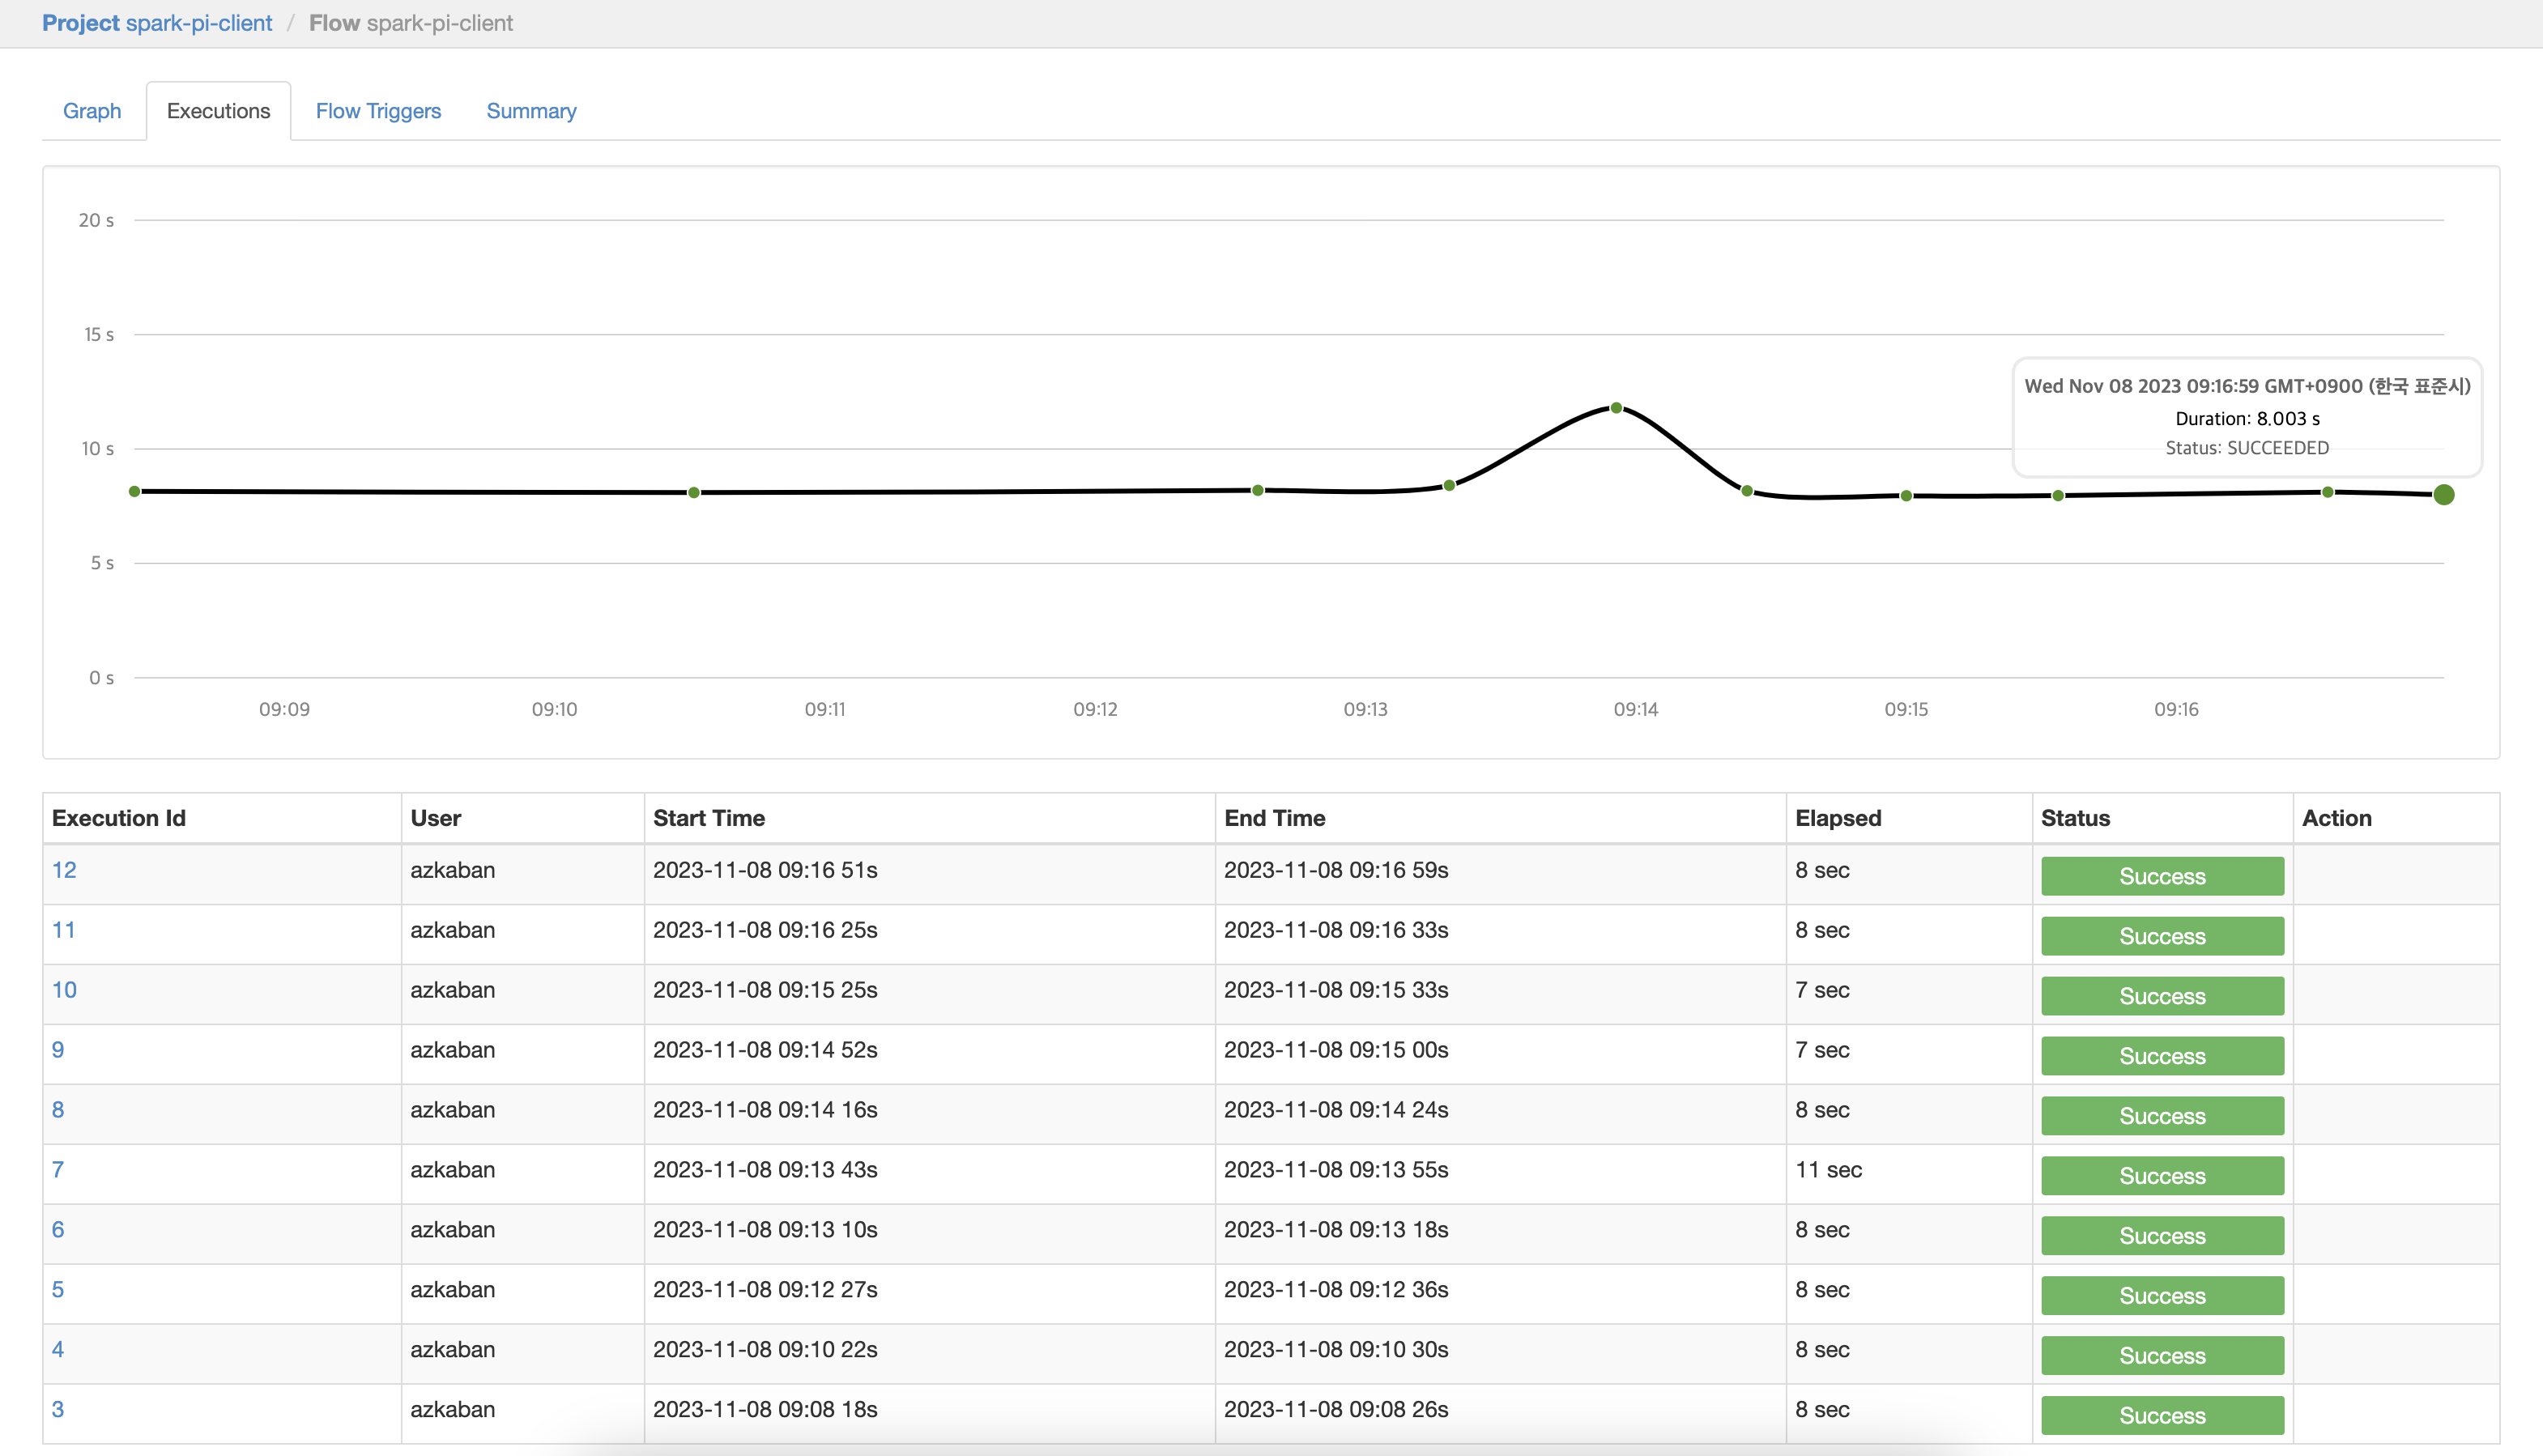 Project spark-pi-client / Flow spark-pi-client
Graph Executions Flow Triggers Summary
20 s
15 s
Wed Nov 08 2023 09:16:59 GMT+0900 (한국 표준시)
Duration: 8.003 s
Status: SUCCEEDED
10 s
5 s
0 s
09:09 09:10 09:11 09:12 09:13 09:14 09:15 09:16
Execution Id User Start Time End Time Elapsed Status Action
12 azkaban 2023-11-08 09:16 51s 2023-11-08 09:16 59s 8 sec Success
11 azkaban 2023-11-08 09:16 25s 2023-11-08 09:16 33s 8 sec Success
10 azkaban 2023-11-08 09:15 25s 2023-11-08 09:15 33s 7 sec Success
9 azkaban 2023-11-08 09:14 52s 2023-11-08 09:15 00s 7 sec Success
8 azkaban 2023-11-08 09:14 16s 2023-11-08 09:14 24s 8 sec Success
7 azkaban 2023-11-08 09:13 43s 2023-11-08 09:13 55s 11 sec Success
6 azkaban 2023-11-08 09:13 10s 2023-11-08 09:13 18s 8 sec Success
5 azkaban 2023-11-08 09:12 27s 2023-11-08 09:12 36s 8 sec Success
4 azkaban 2023-11-08 09:10 22s 2023-11-08 09:10 30s 8 sec Success
3 azkaban 2023-11-08 09:08 18s 2023-11-08 09:08 26s 8 sec Success